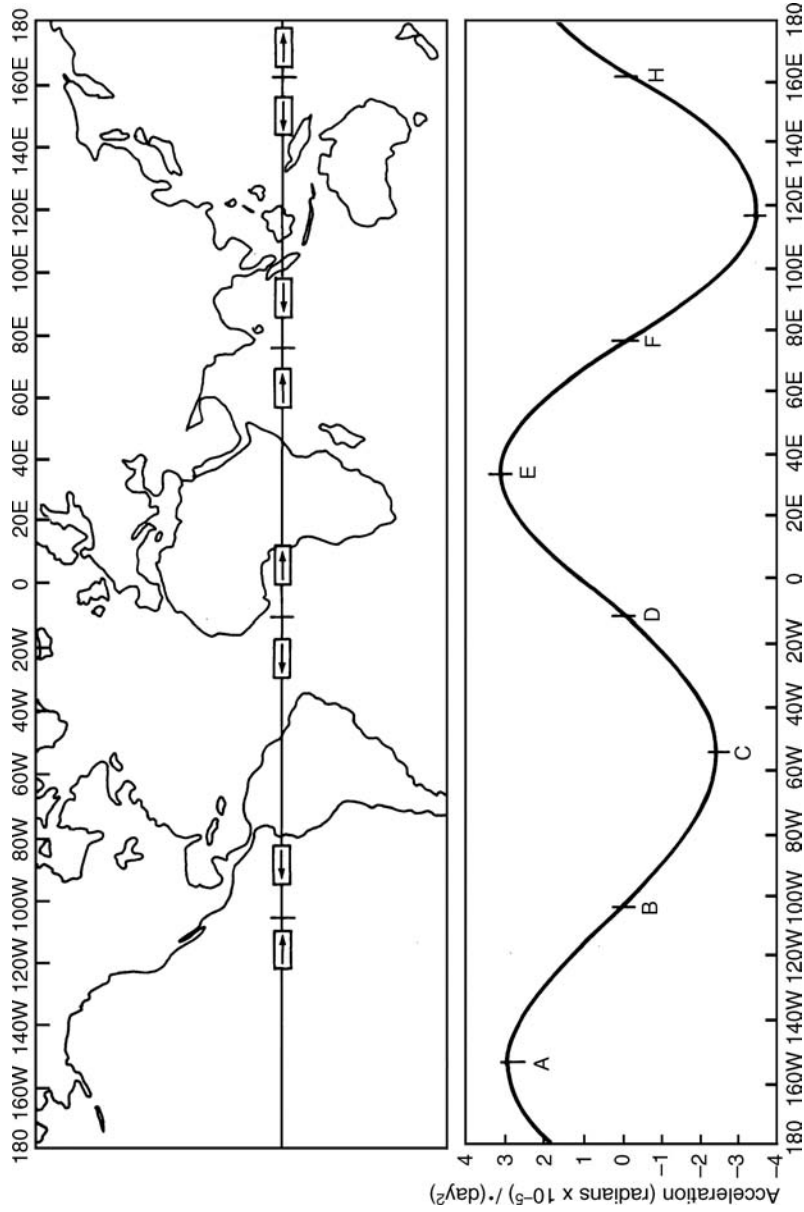 180 160W 140W 120W 100W 80W 60W 40W 20W 0 20E 40E 60E 80E 100E 120E 140E 160E 180
Acceleration (radians x 10⁻⁵) /*(day²)
4
3
2
1
0
−1
−2
−3
−4
A
B
C
D
E
F
H
180 160W 140W 120W 100W 80W 60W 40W 20W 0 20E 40E 60E 80E 100E 120E 140E 160E 180